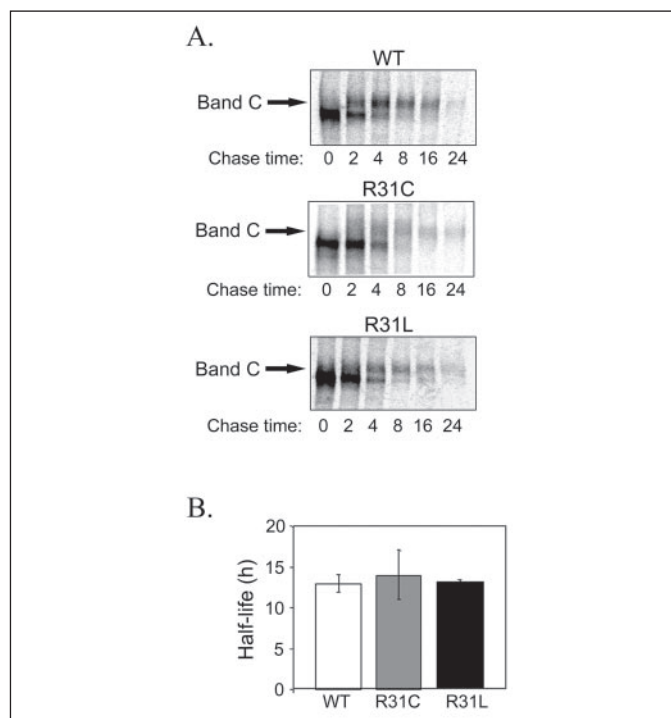 A.
WT
Band C
Chase time: 0 2 4 8 16 24
R31C
Band C
Chase time: 0 2 4 8 16 24
R31L
Band C
Chase time: 0 2 4 8 16 24
B.
20
15
10
5
0
Half-life (h)
WT R31C R31L